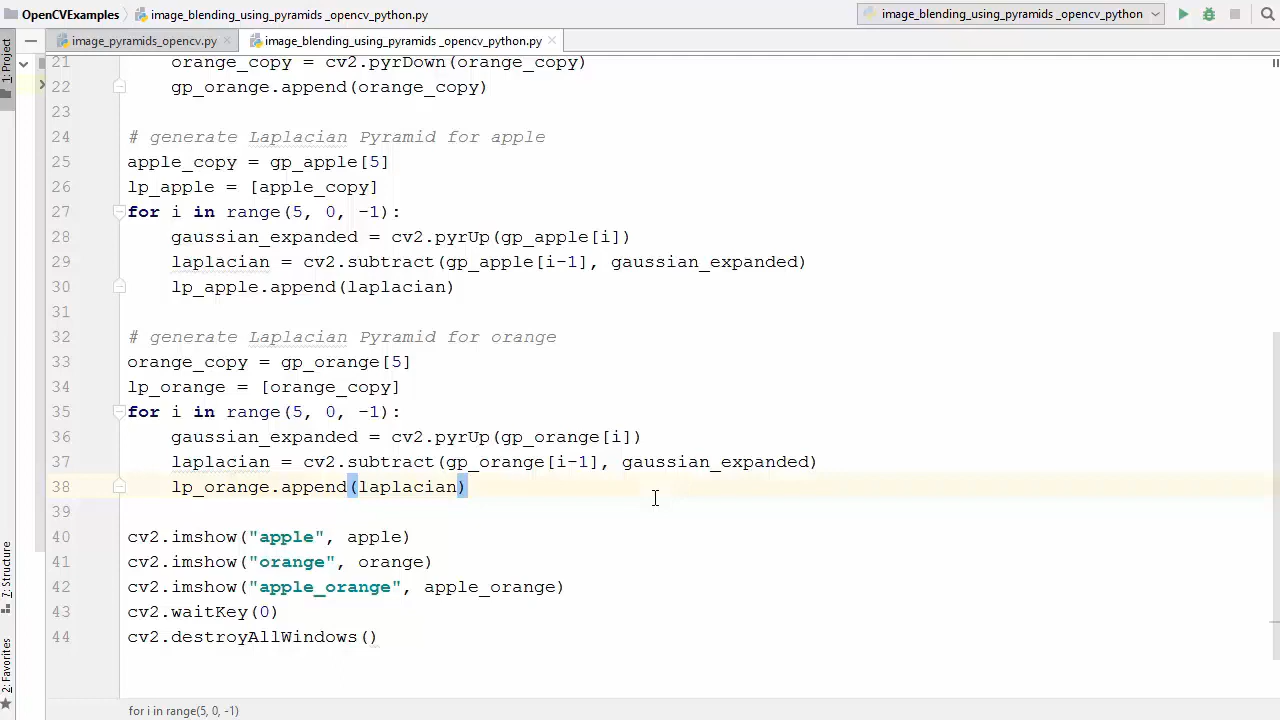 OpenCVExamples image_blending_using_pyramids _opencv_python.py image_blending_using_pyramids _opencv_python
image_pyramids_opencv.py image_blending_using_pyramids _opencv_python.py
1: Project
21 orange_copy = cv2.pyrDown(orange_copy)
22 gp_orange.append(orange_copy)
23
24 # generate Laplacian Pyramid for apple
25 apple_copy = gp_apple[5]
26 lp_apple = [apple_copy]
27 for i in range(5, 0, -1):
28 gaussian_expanded = cv2.pyrUp(gp_apple[i])
29 laplacian = cv2.subtract(gp_apple[i-1], gaussian_expanded)
30 lp_apple.append(laplacian)
31
32 # generate Laplacian Pyramid for orange
33 orange_copy = gp_orange[5]
34 lp_orange = [orange_copy]
35 for i in range(5, 0, -1):
36 gaussian_expanded = cv2.pyrUp(gp_orange[i])
37 laplacian = cv2.subtract(gp_orange[i-1], gaussian_expanded)
38 lp_orange.append(laplacian)
39
40 cv2.imshow("apple", apple)
41 cv2.imshow("orange", orange)
42 cv2.imshow("apple_orange", apple_orange)
43 cv2.waitKey(0)
44 cv2.destroyAllWindows()
7: Structure
2: Favorites
for i in range(5, 0, -1)